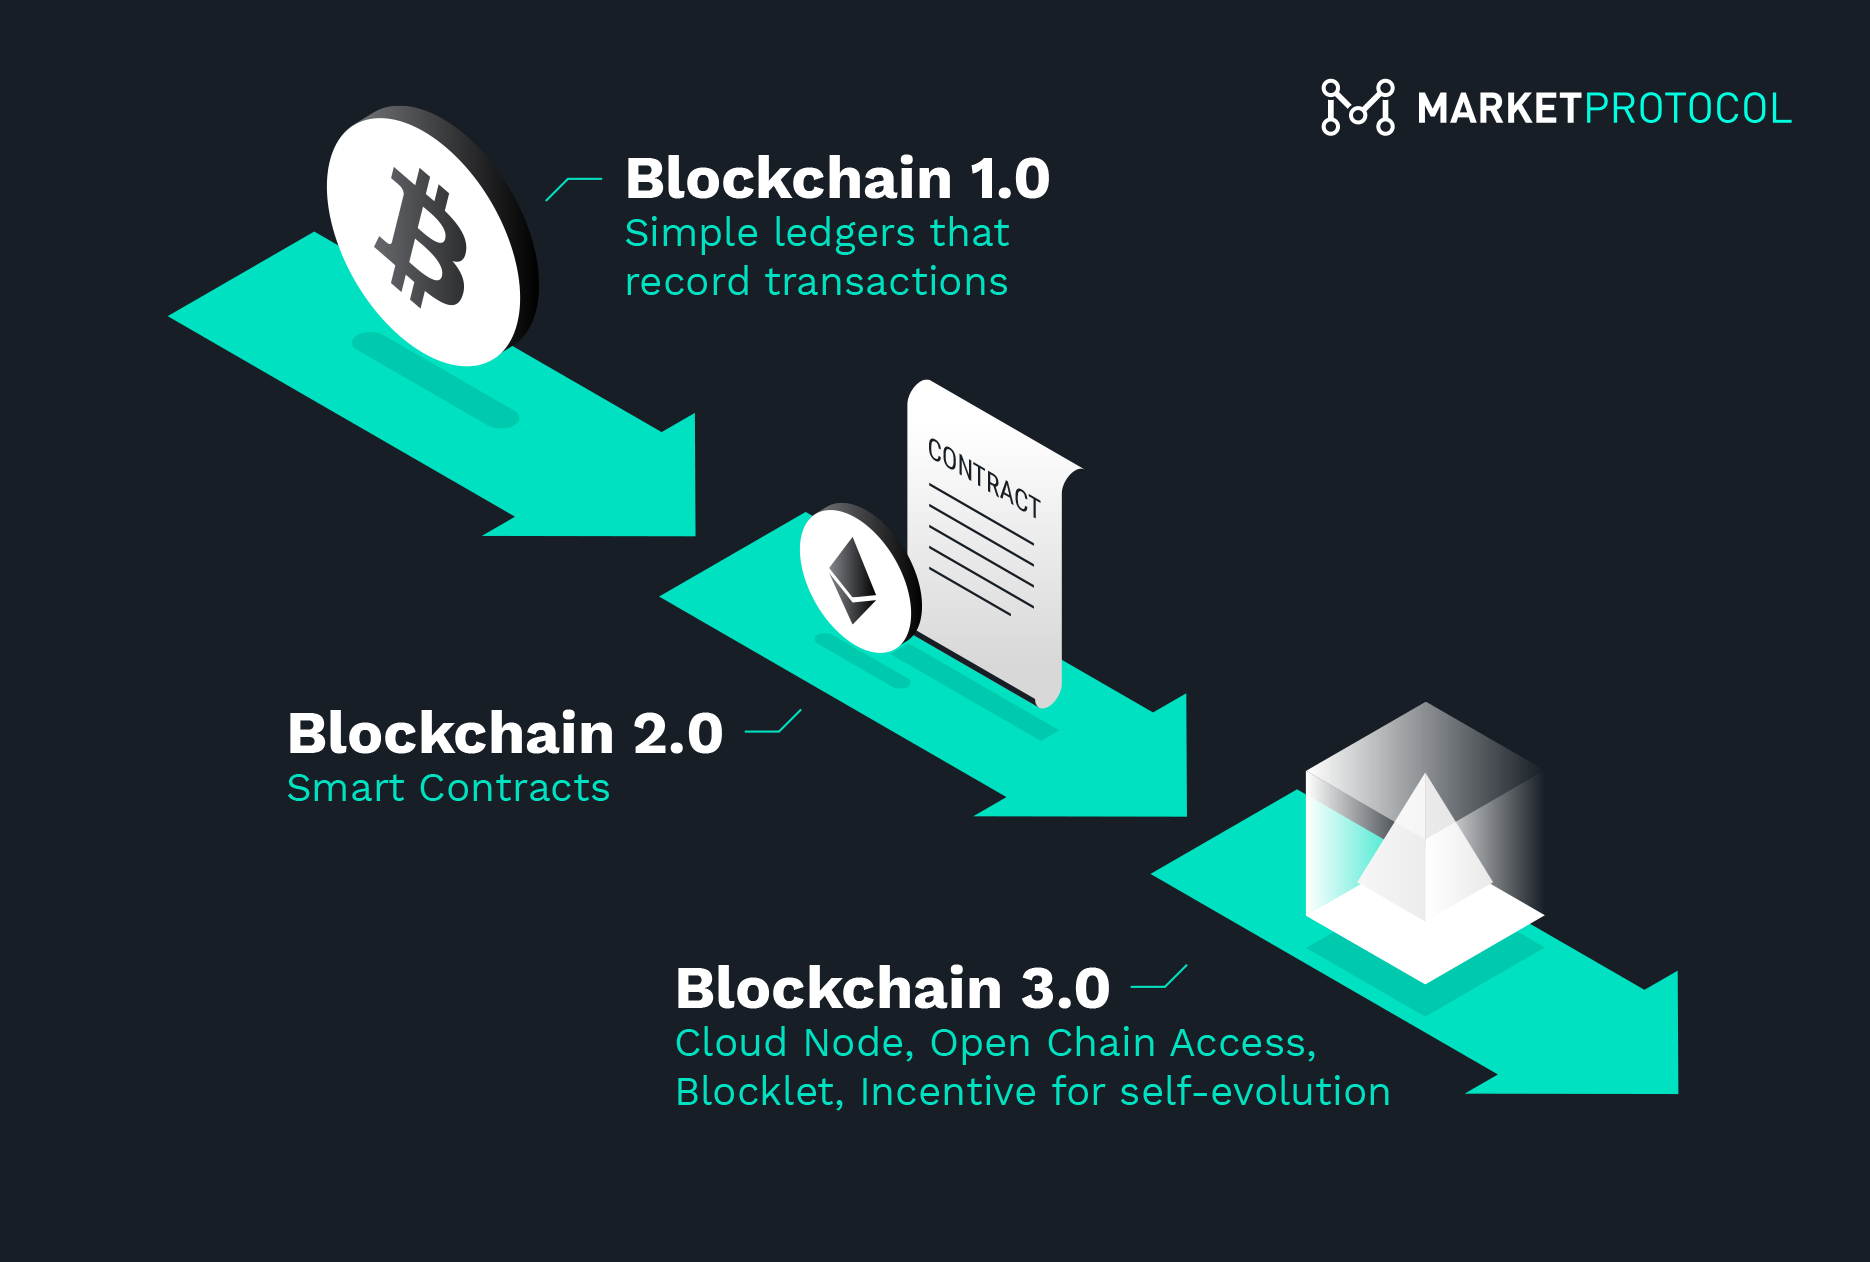 MARKETPROTOCOL
Blockchain 1.0
Simple ledgers that
record transactions
CONTRACT
Blockchain 2.0
Smart Contracts
Blockchain 3.0
Cloud Node, Open Chain Access,
Blocklet, Incentive for self-evolution